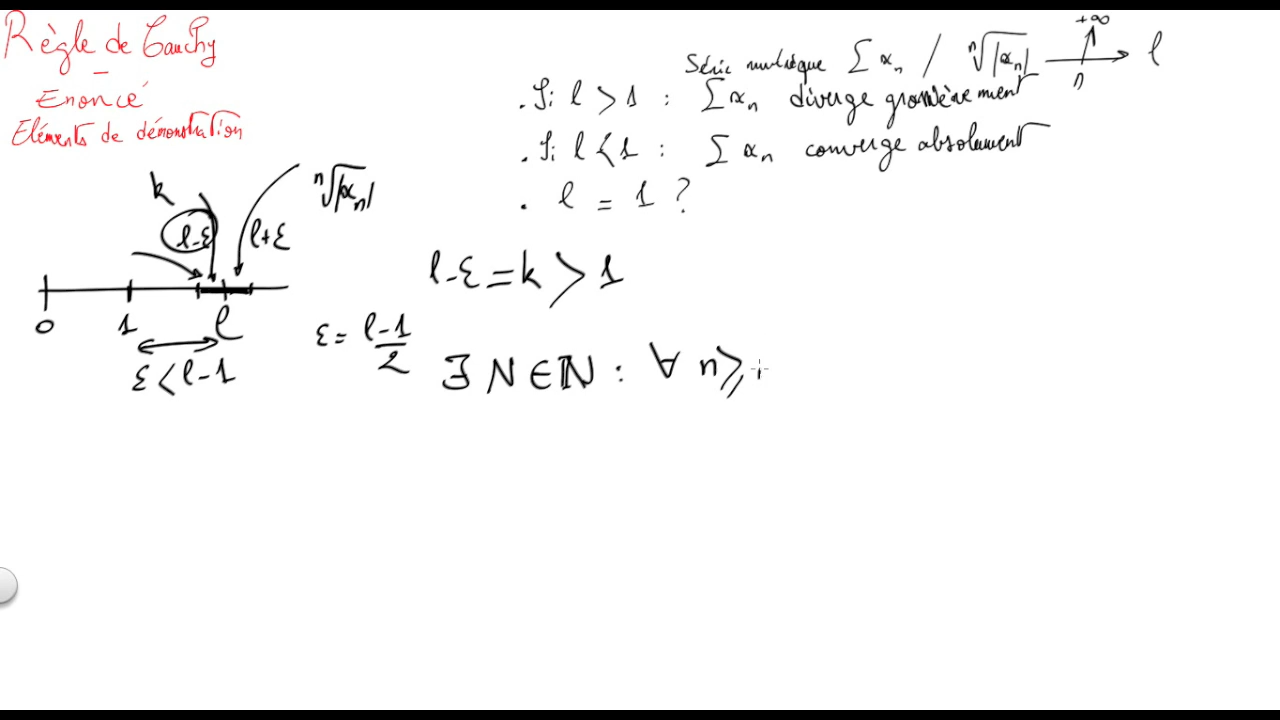 Règle de Cauchy
-
Enoncé
Eléments de démonstration
Série numérique ∑ xₙ / ⁿ√|xₙ| → l
n
+∞
. Si l > 1 : ∑ xₙ diverge grossièrement
. Si l < 1 : ∑ xₙ converge absolument
. l = 1 ?
k
ⁿ√|xₙ|
l-ε
l+ε
0
1
l
ε < l-1
ε = (l-1)/2
l-ε = k > 1
∃ N ∈ ℕ : ∀ n ≥